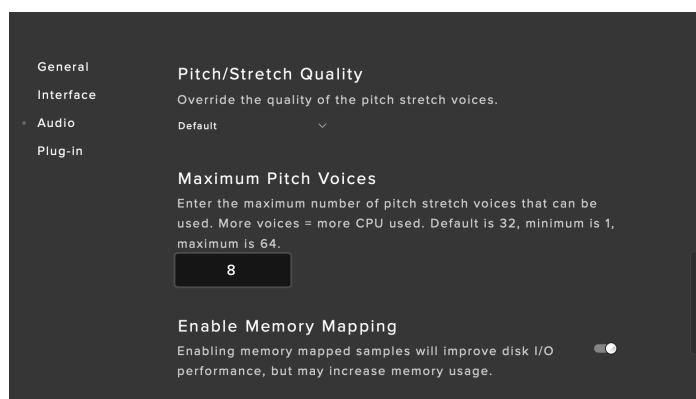 General
Interface
Audio
Plug-in
Pitch/Stretch Quality
Override the quality of the pitch stretch voices.
Default
Maximum Pitch Voices
Enter the maximum number of pitch stretch voices that can be
used. More voices = more CPU used. Default is 32, minimum is 1,
maximum is 64.
8
Enable Memory Mapping
Enabling memory mapped samples will improve disk I/O
performance, but may increase memory usage.